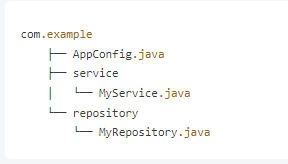 com.example
├── AppConfig.java
├── service
│   └── MyService.java
└── repository
└── MyRepository.java